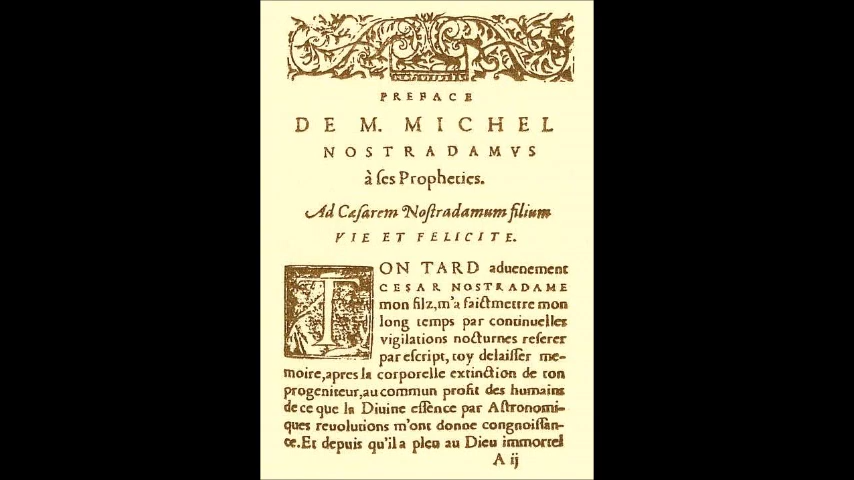 PREFACE
DE M. MICHEL
NOSTRADAMVS
à ſes Propheties.
Ad Cæſarem Noſtradamum filium
VIE ET FELICITE.
TON TARD aduenement
CESAR NOSTRADAME
mon filz, m'a faict mettre mon
long temps par continuelles
vigilations nocturnes referer
par eſcript, toy delaiſſer me-
moire, apres la corporelle extinction de ton
progeniteur, au commun profit des humains
de ce que la Diuine eſſence par Aſtronomi-
ques reuolutions m'ont donne congnoiſſan-
ce. Et depuis qu'il a pleu au Dieu immortel
A ij